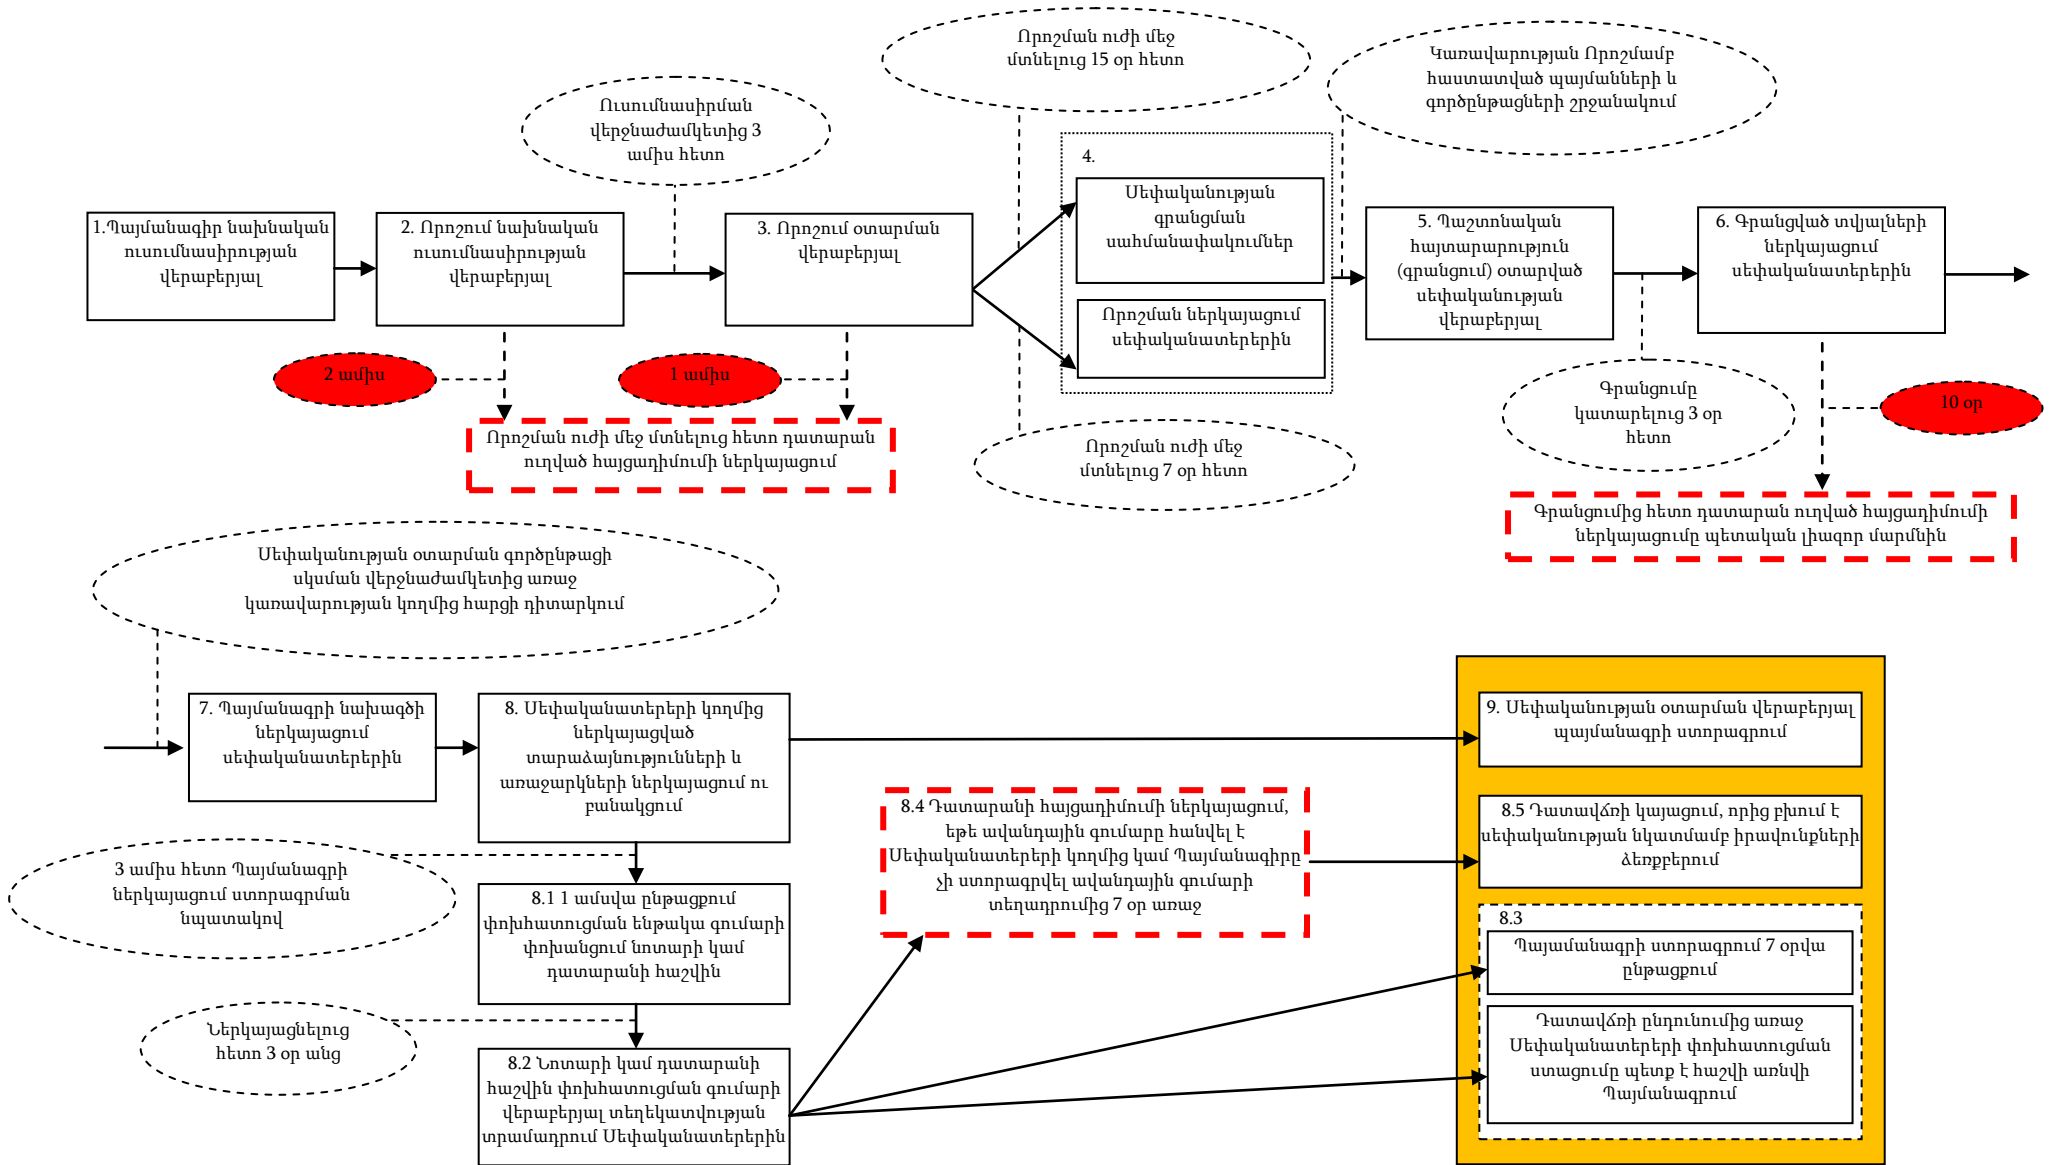 Որոշման ուժի մեջ
մտնելուց 15 օր հետո
Կառավարության Որոշմամբ
հաստատված պայմանների և
գործընթացների շրջանակում
Ուսումնասիրման
վերջնաժամկետից 3
ամիս հետո
1.Պայմանագիր նախնական
ուսումնասիրության
վերաբերյալ
2. Որոշում նախնական
ուսումնասիրության
վերաբերյալ
3. Որոշում օտարման
վերաբերյալ
4.
Սեփականության
գրանցման
սահմանափակումներ
Որոշման ներկայացում
սեփականատերերին
5. Պաշտոնական
հայտարարություն
(գրանցում) օտարված
սեփականության
վերաբերյալ
6. Գրանցված տվյալների
ներկայացում
սեփականատերերին
2 ամիս
1 ամիս
Գրանցումը
կատարելուց 3 օր
հետո
10 օր
Որոշման ուժի մեջ մտնելուց հետո դատարան
ուղված հայցադիմումի ներկայացում
Որոշման ուժի մեջ
մտնելուց 7 օր հետո
Գրանցումից հետո դատարան ուղված հայցադիմումի
ներկայացումը պետական լիազոր մարմնին
Սեփականության օտարման գործընթացի
սկսման վերջնաժամկետից առաջ
կառավարության կողմից հարցի դիտարկում
7. Պայմանագրի նախագծի
ներկայացում
սեփականատերերին
8. Սեփականատերերի կողմից
ներկայացված
տարաձայնությունների և
առաջարկների ներկայացում ու
բանակցում
9. Սեփականության օտարման վերաբերյալ
պայմանագրի ստորագրում
8.4 Դատարանի հայցադիմումի ներկայացում,
եթե ավանդային գումարը հանվել է
Սեփականատերերի կողմից կամ Պայմանագիրը
չի ստորագրվել ավանդային գումարի
տեղադրումից 7 օր առաջ
8.5 Դատավճռի կայացում, որից բխում է
սեփականության նկատմամբ իրավունքների
ձեռքբերում
3 ամիս հետո Պայմանագրի
ներկայացում ստորագրման
նպատակով
8.1 1 ամսվա ընթացքում
փոխհատուցման ենթակա գումարի
փոխանցում նոտարի կամ
դատարանի հաշվին
8.3
Պայամանագրի ստորագրում 7 օրվա
ընթացքում
Դատավճռի ընդունումից առաջ
Սեփականատերերի փոխհատուցման
ստացումը պետք է հաշվի առնվի
Պայմանագրում
Ներկայացնելուց
հետո 3 օր անց
8.2 Նոտարի կամ դատարանի
հաշվին փոխհատուցման գումարի
վերաբերյալ տեղեկատվության
տրամադրում Սեփականատերերին